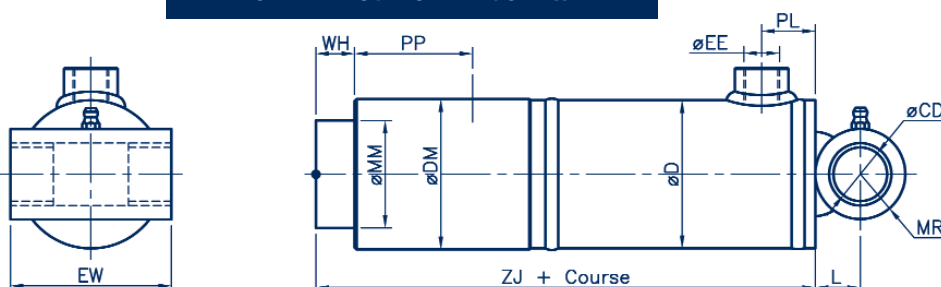 WH PP øEE PL
øCD
øMM øDM øD
MR
EW ZJ + Course L